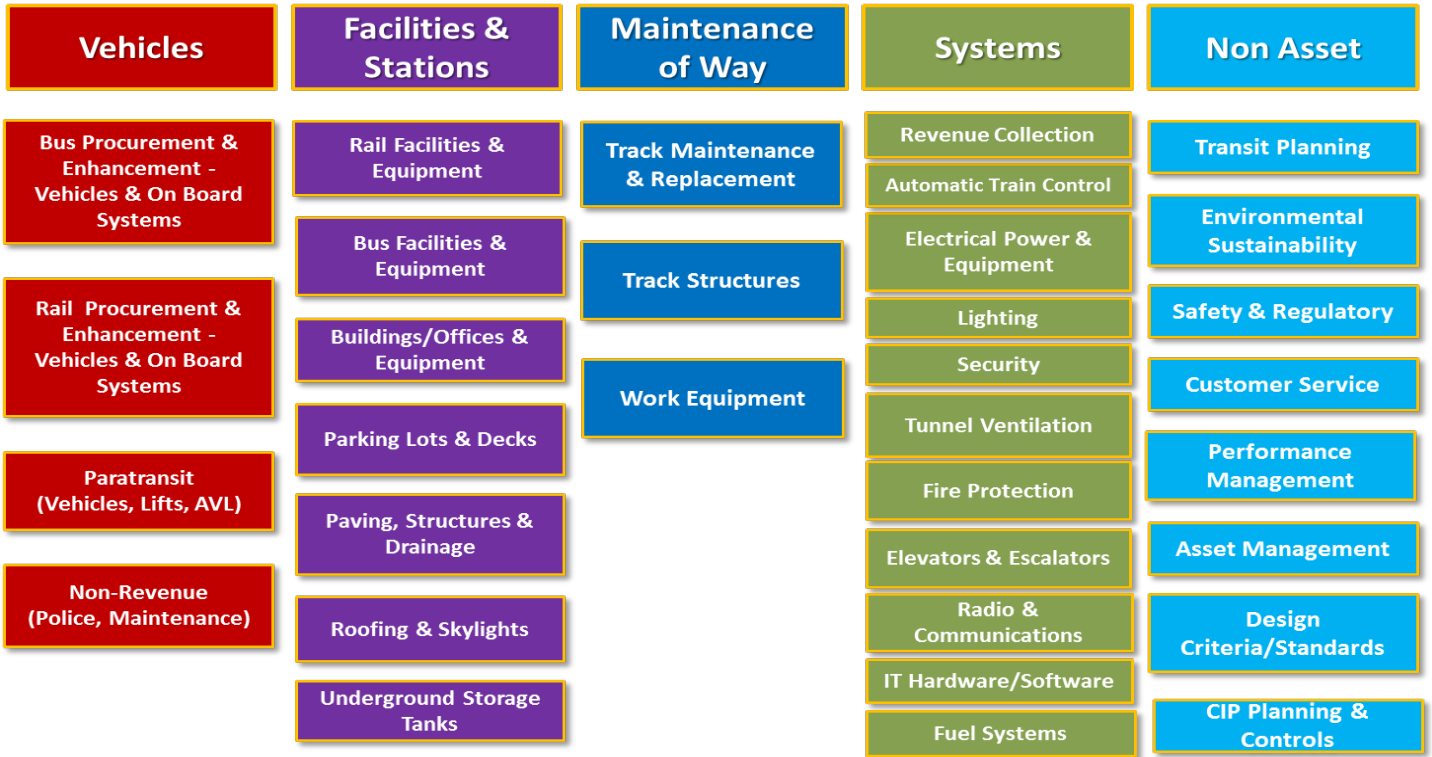 Vehicles
Bus Procurement &
Enhancement -
Vehicles & On Board
Systems
Rail Procurement &
Enhancement -
Vehicles & On Board
Systems
Paratransit
(Vehicles, Lifts, AVL)
Non-Revenue
(Police, Maintenance)
Facilities &
Stations
Rail Facilities &
Equipment
Bus Facilities &
Equipment
Buildings/Offices &
Equipment
Parking Lots & Decks
Paving, Structures &
Drainage
Roofing & Skylights
Underground Storage
Tanks
Maintenance
of Way
Track Maintenance
& Replacement
Track Structures
Work Equipment
Systems
Revenue Collection
Automatic Train Control
Electrical Power &
Equipment
Lighting
Security
Tunnel Ventilation
Fire Protection
Elevators & Escalators
Radio &
Communications
IT Hardware/Software
Fuel Systems
Non Asset
Transit Planning
Environmental
Sustainability
Safety & Regulatory
Customer Service
Performance
Management
Asset Management
Design
Criteria/Standards
CIP Planning &
Controls